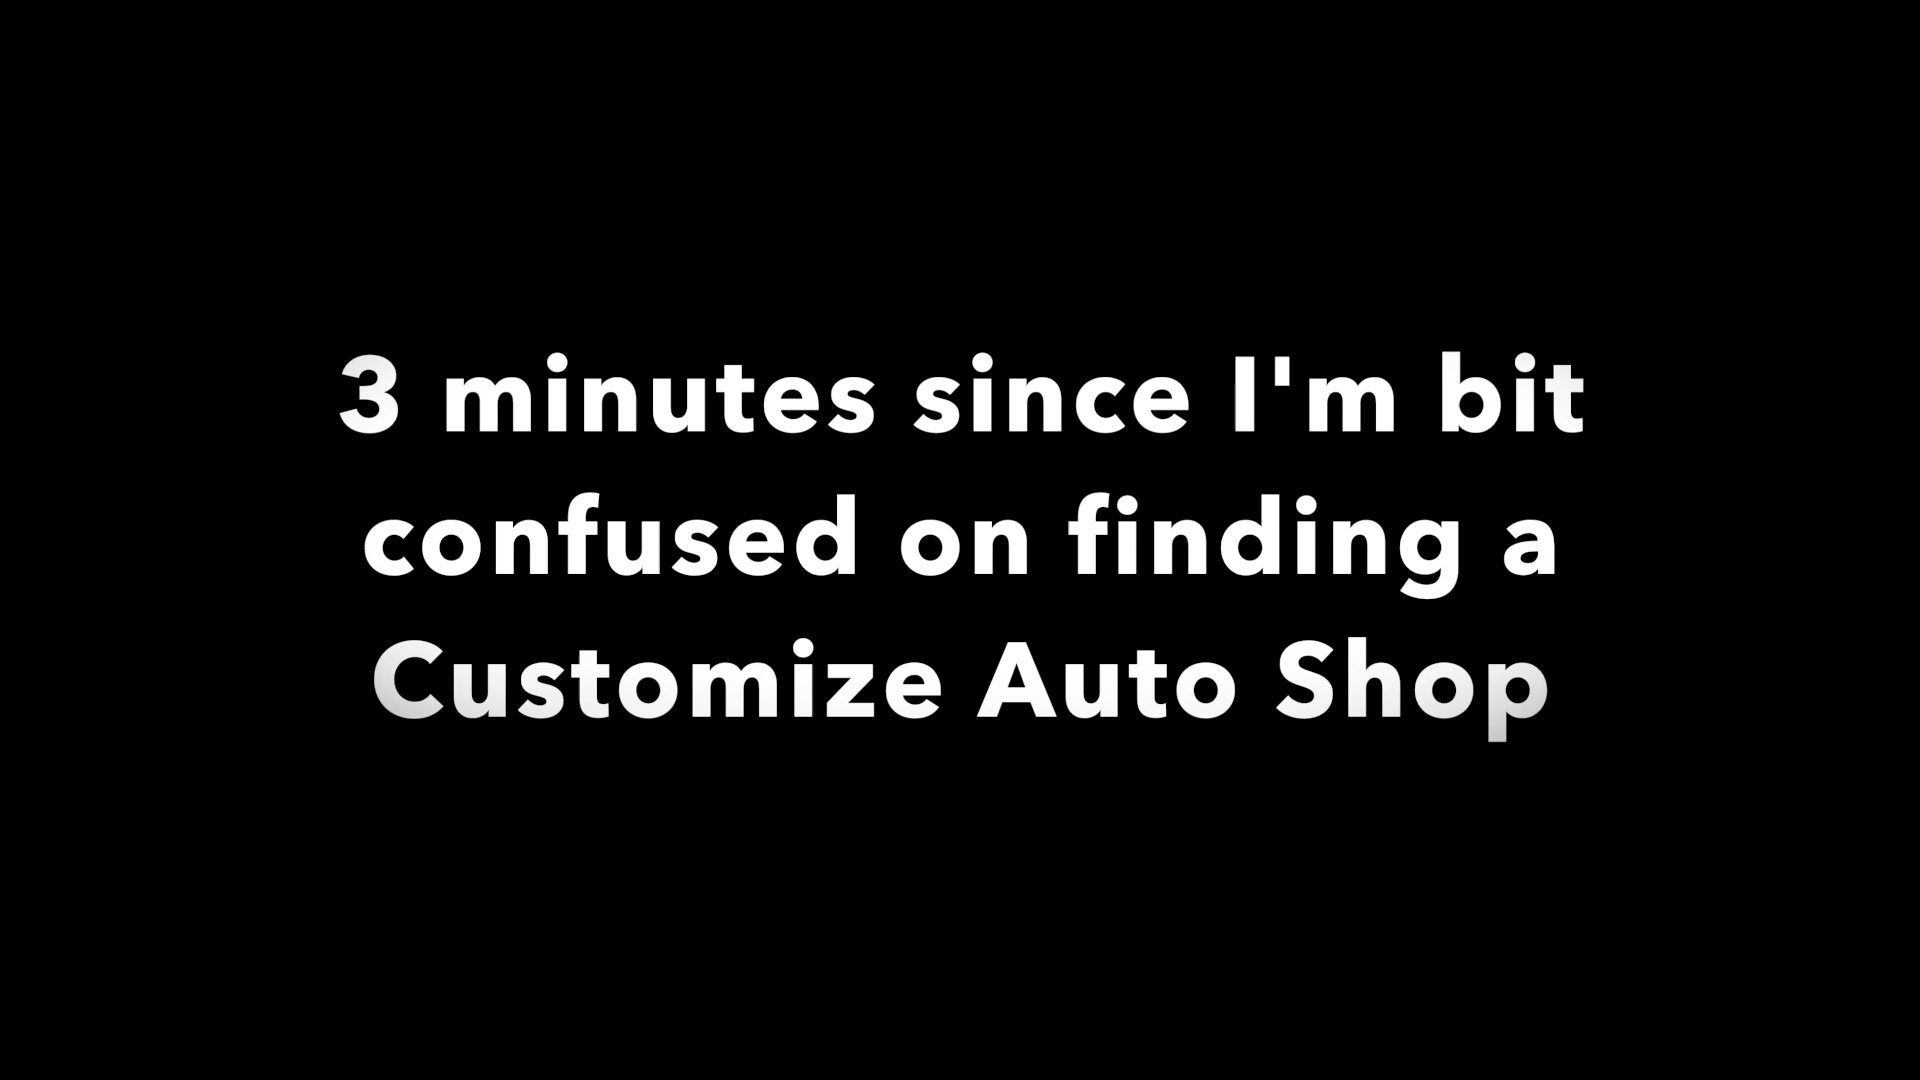 3 minutes since I'm bit
confused on finding a
Customize Auto Shop